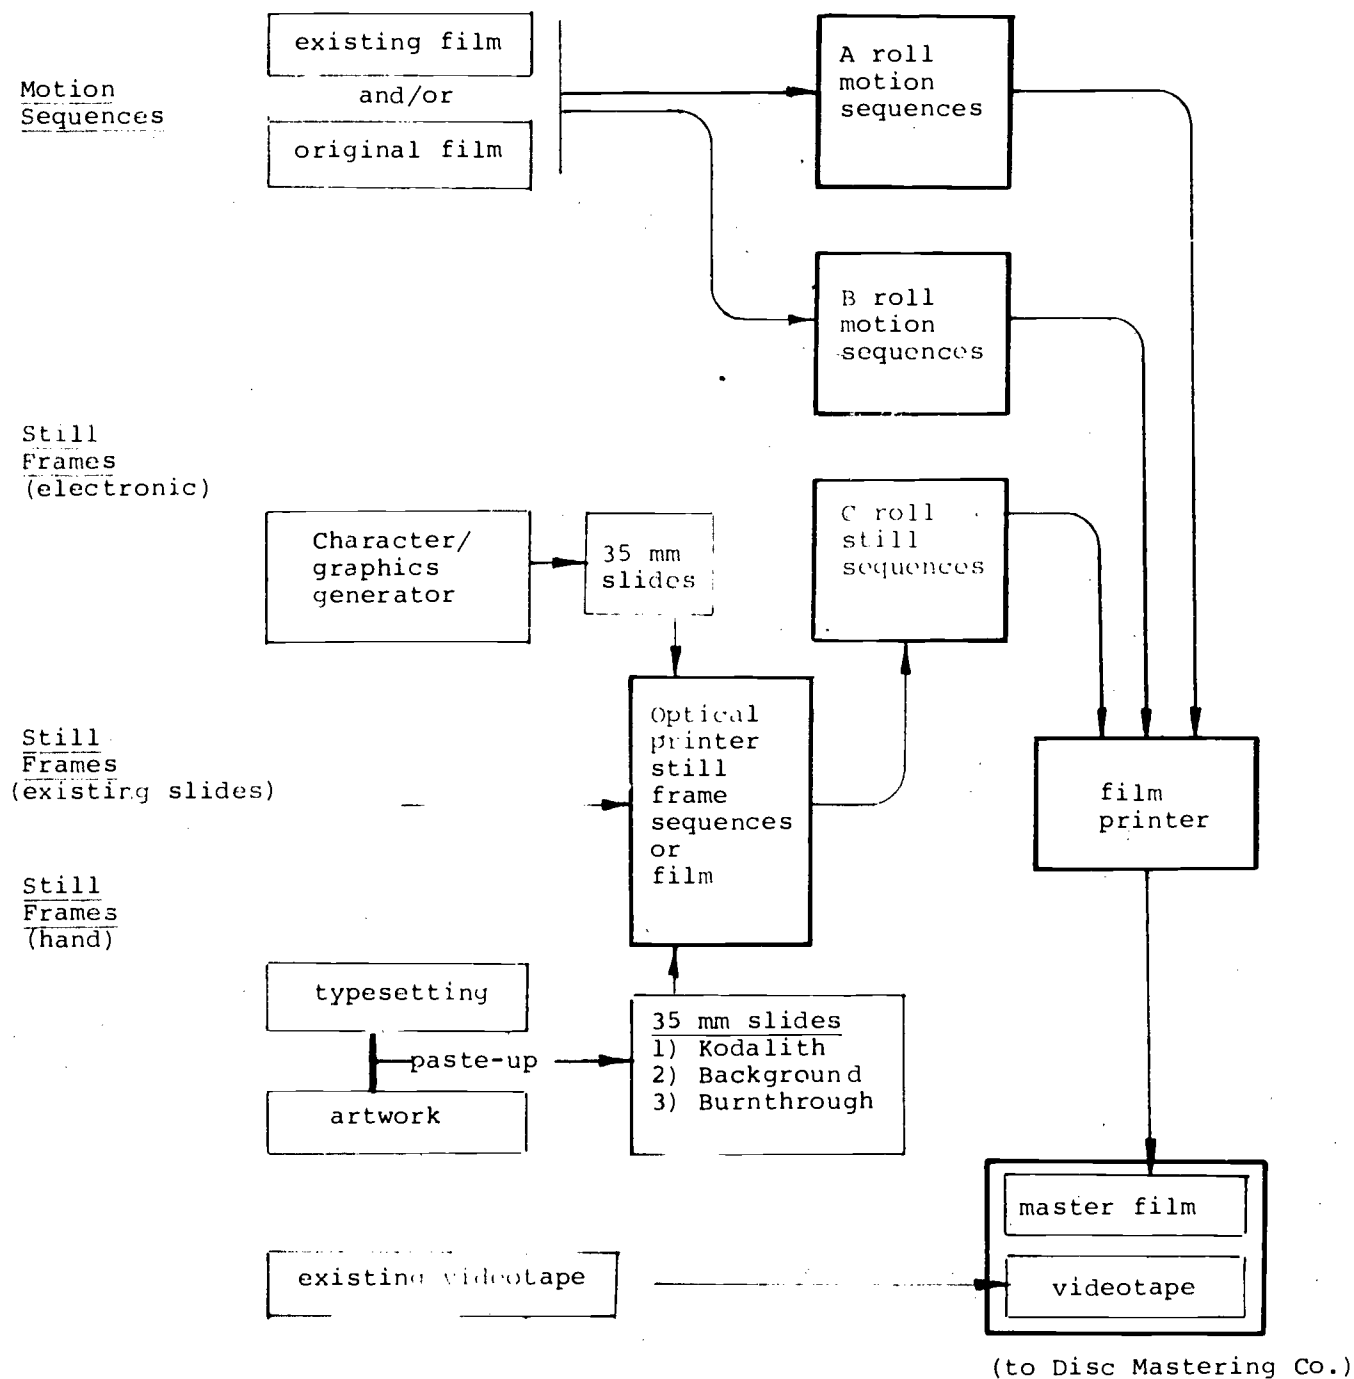 existing film
and/or
original film
Motion
Sequences
A roll
motion
sequences
B roll
motion
sequences
Still
Frames
(electronic)
Character/
graphics
generator
35 mm
slides
C roll
still
sequences
Still
Frames
(existing slides)
Optical
printer
still
frame
sequences
or
film
film
printer
Still
Frames
(hand)
typesetting
paste-up
artwork
35 mm slides
1) Kodalith
2) Background
3) Burnthrough
master film
existing videotape
videotape
(to Disc Mastering Co.)